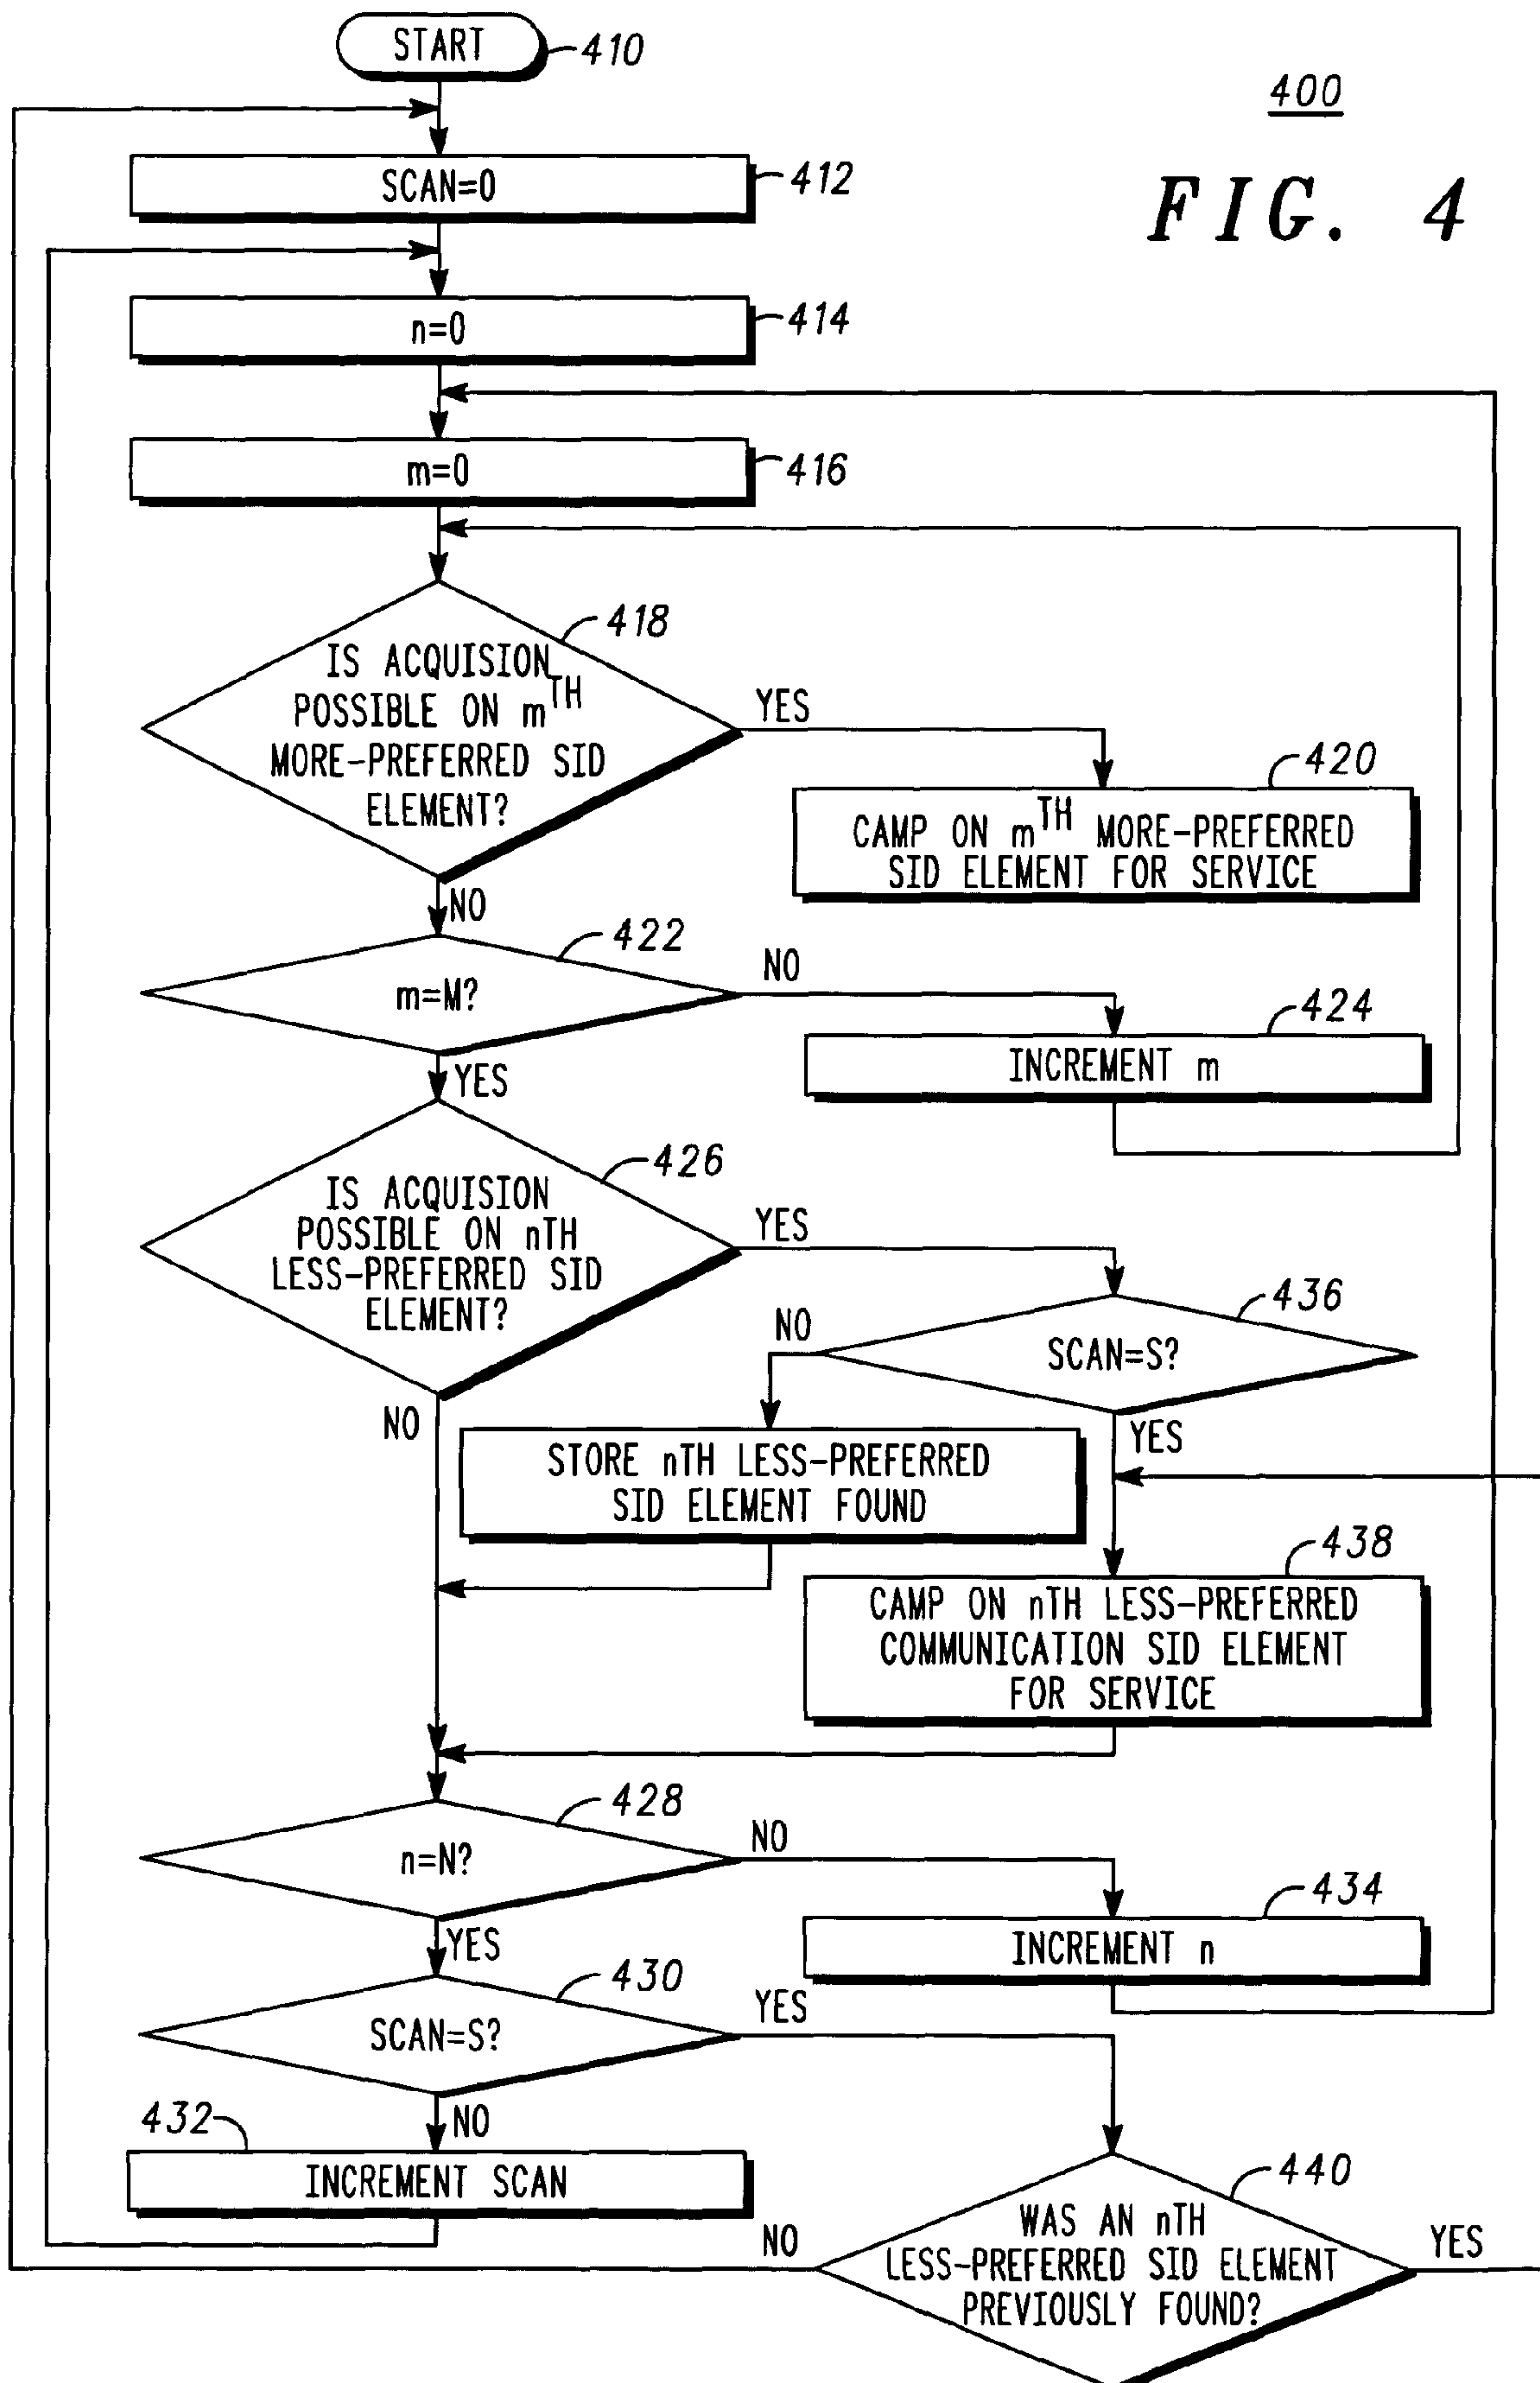 START
410
400
FIG. 4
SCAN=0
412
n=0
414
m=0
416
418
IS ACQUISION
POSSIBLE ON mTH
MORE-PREFERRED SID
ELEMENT?
YES
420
CAMP ON mTH MORE-PREFERRED
SID ELEMENT FOR SERVICE
NO
422
m=M?
NO
424
INCREMENT m
YES
426
IS ACQUISION
POSSIBLE ON nTH
LESS-PREFERRED SID
ELEMENT?
YES
436
SCAN=S?
NO
NO
YES
STORE nTH LESS-PREFERRED
SID ELEMENT FOUND
438
CAMP ON nTH LESS-PREFERRED
COMMUNICATION SID ELEMENT
FOR SERVICE
428
n=N?
NO
434
INCREMENT n
YES
430
SCAN=S?
YES
NO
432
INCREMENT SCAN
440
WAS AN nTH
LESS-PREFERRED SID ELEMENT
PREVIOUSLY FOUND?
NO
YES